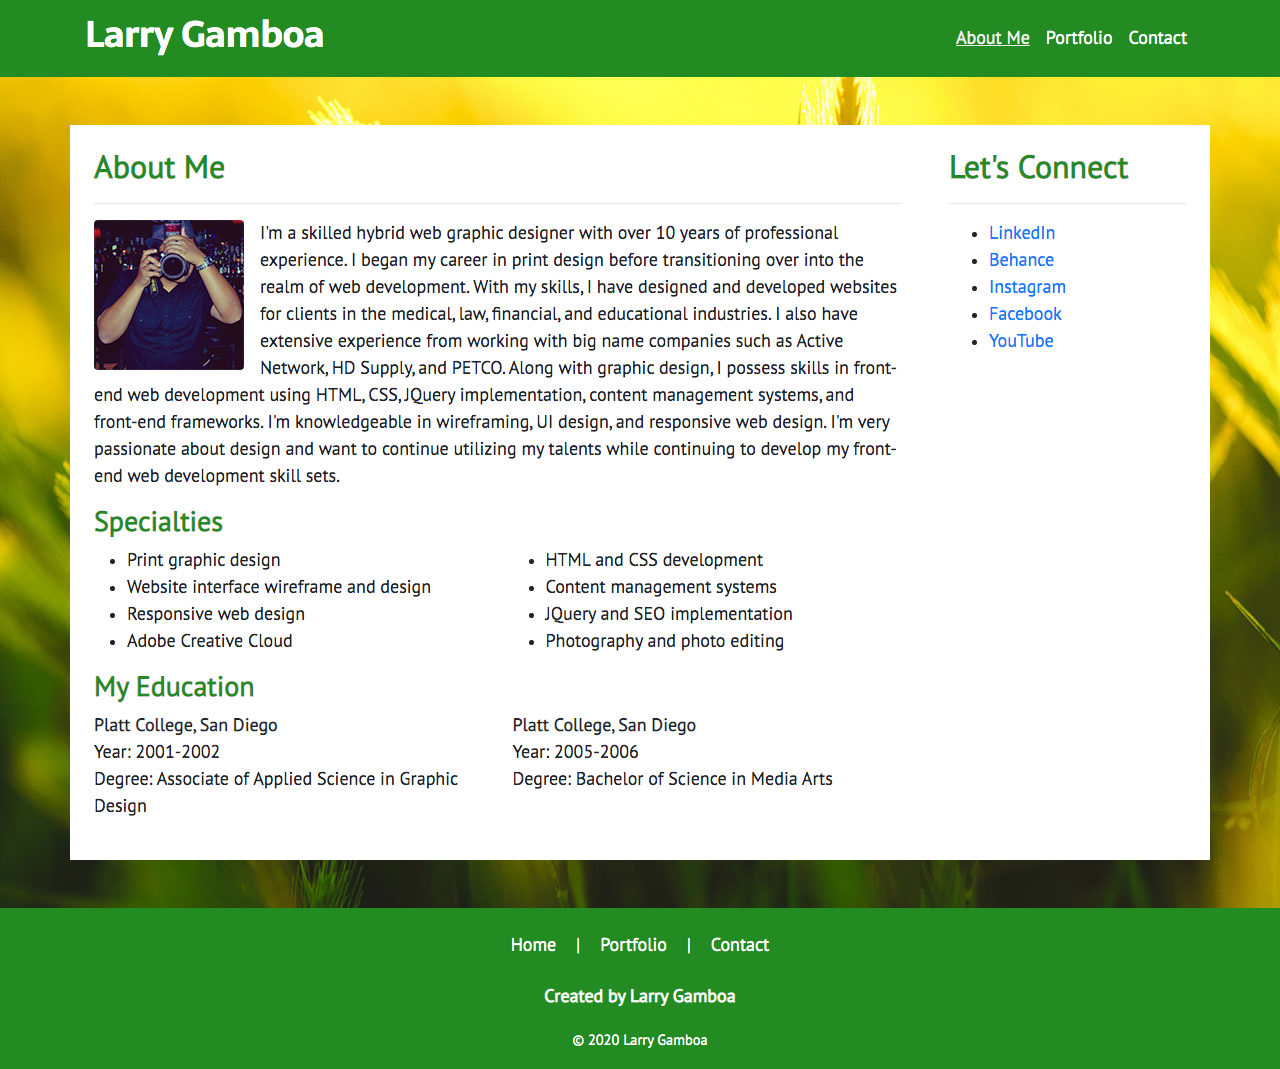 Larry Gamboa
About Me Portfolio Contact
About Me
I'm a skilled hybrid web graphic designer with over 10 years of professional
experience. I began my career in print design before transitioning over into the
realm of web development. With my skills, I have designed and developed websites
for clients in the medical, law, financial, and educational industries. I also have
extensive experience from working with big name companies such as Active
Network, HD Supply, and PETCO. Along with graphic design, I possess skills in front-
end web development using HTML, CSS, JQuery implementation, content management systems, and
front-end frameworks. I'm knowledgeable in wireframing, UI design, and responsive web design. I'm very
passionate about design and want to continue utilizing my talents while continuing to develop my front-
end web development skill sets.
Specialties
• Print graphic design
• Website interface wireframe and design
• Responsive web design
• Adobe Creative Cloud
• HTML and CSS development
• Content management systems
• JQuery and SEO implementation
• Photography and photo editing
My Education
Platt College, San Diego
Year: 2001-2002
Degree: Associate of Applied Science in Graphic
Design
Platt College, San Diego
Year: 2005-2006
Degree: Bachelor of Science in Media Arts
Let's Connect
• LinkedIn
• Behance
• Instagram
• Facebook
• YouTube
Home | Portfolio | Contact
Created by Larry Gamboa
© 2020 Larry Gamboa